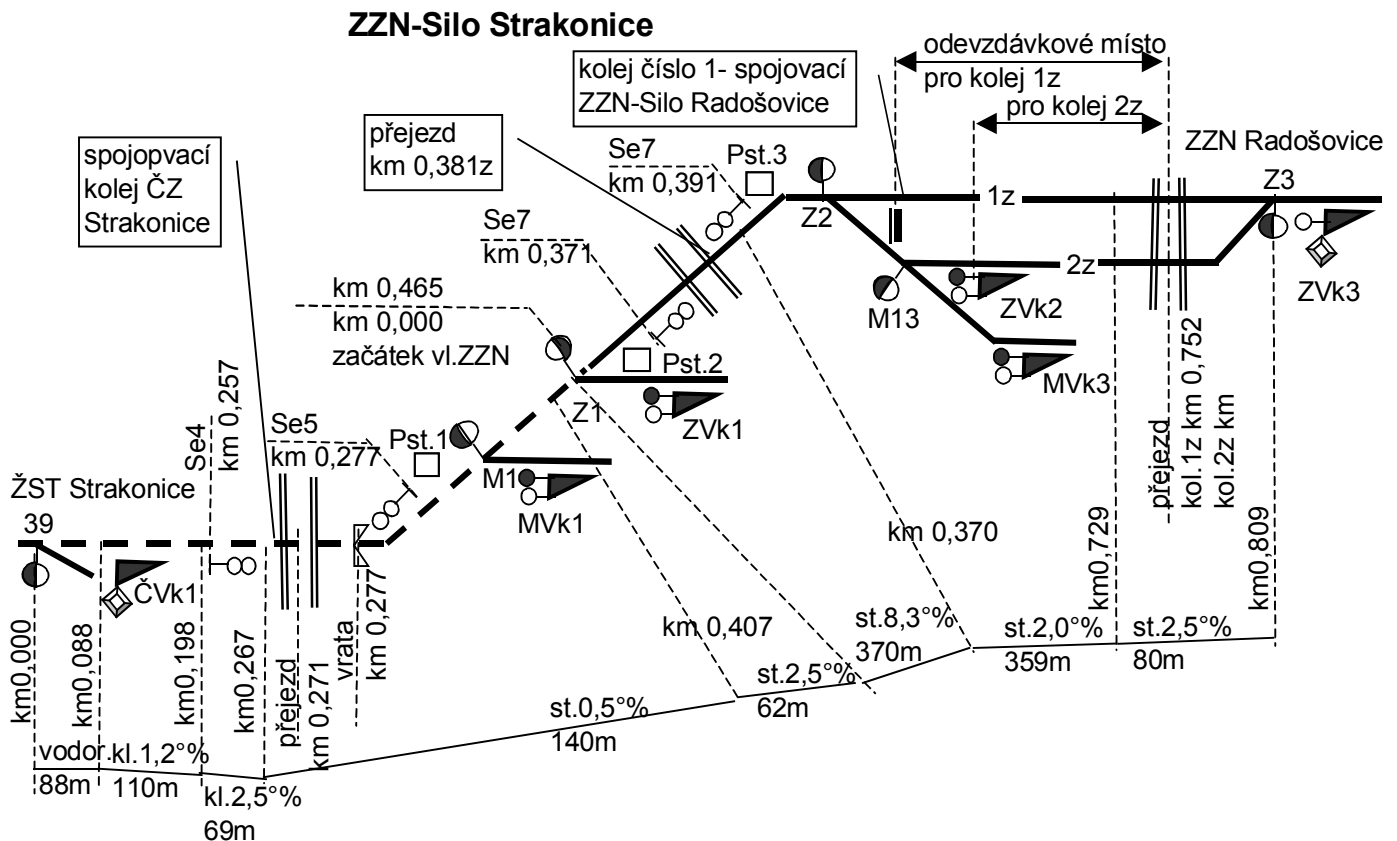 ZZN-Silo Strakonice
odevzdávkové místo
pro kolej 1z
pro kolej 2z
kolej číslo 1- spojovací
ZZN-Silo Radošovice
přejezd
km 0,381z
spojopvací
kolej ČZ
Strakonice
Se7
km 0,391
Pst.3
ZZN Radošovice
Z3
1z
Z2
Se7
km 0,371
2z
ZVk3
M13
ZVk2
km 0,465
km 0,000
začátek vl.ZZN
Pst.2
MVk3
Z1
ZVk1
Se4
km 0,257
Se5
km 0,277
Pst.1
M1
MVk1
ŽST Strakonice
39
ČVk1
km0,000
km0,088
km0,198
km0,267
přejezd
km 0,271
vrata
km 0,277
km 0,407
km 0,370
km0,729
přejezd
kol.1z km 0,752
kol.2z km
km0,809
vodor.
88m
kl.1,2°%
110m
kl.2,5°%
69m
st.0,5°%
140m
st.2,5°%
62m
st.8,3°%
370m
st.2,0°%
359m
st.2,5°%
80m